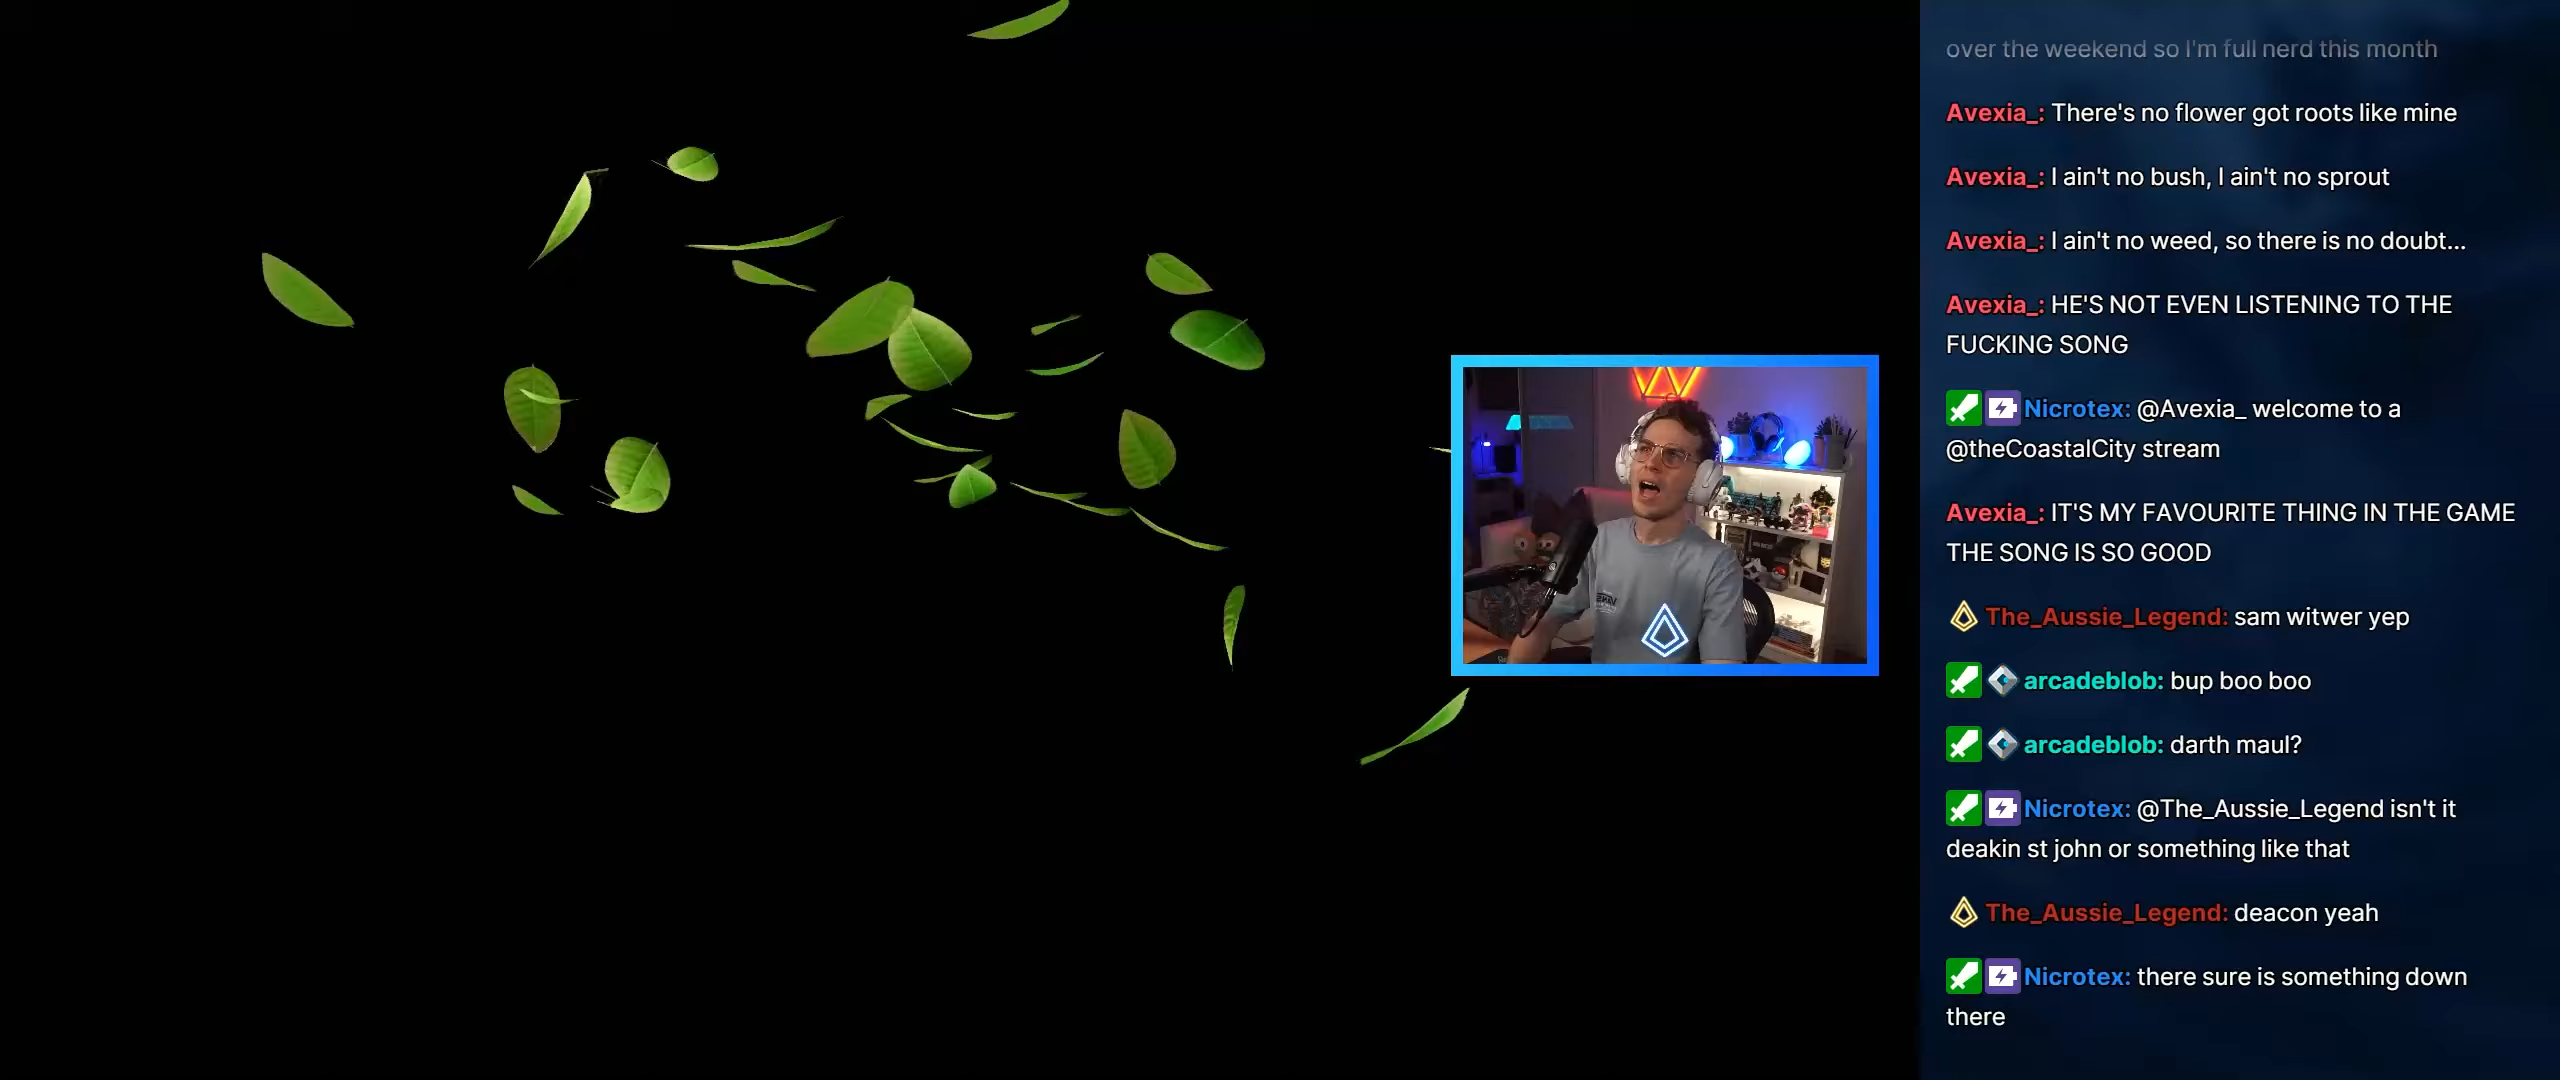 over the weekend so I'm full nerd this month
Avexia_: There's no flower got roots like mine
Avexia_: I ain't no bush, I ain't no sprout
Avexia_: I ain't no weed, so there is no doubt...
Avexia_: HE'S NOT EVEN LISTENING TO THE
FUCKING SONG
Nicrotex: @Avexia_ welcome to a
@theCoastalCity stream
Avexia_: IT'S MY FAVOURITE THING IN THE GAME
THE SONG IS SO GOOD
The_Aussie_Legend: sam witwer yep
arcadeblob: bup boo boo
arcadeblob: darth maul?
Nicrotex: @The_Aussie_Legend isn't it
deakin st john or something like that
The_Aussie_Legend: deacon yeah
Nicrotex: there sure is something down
there